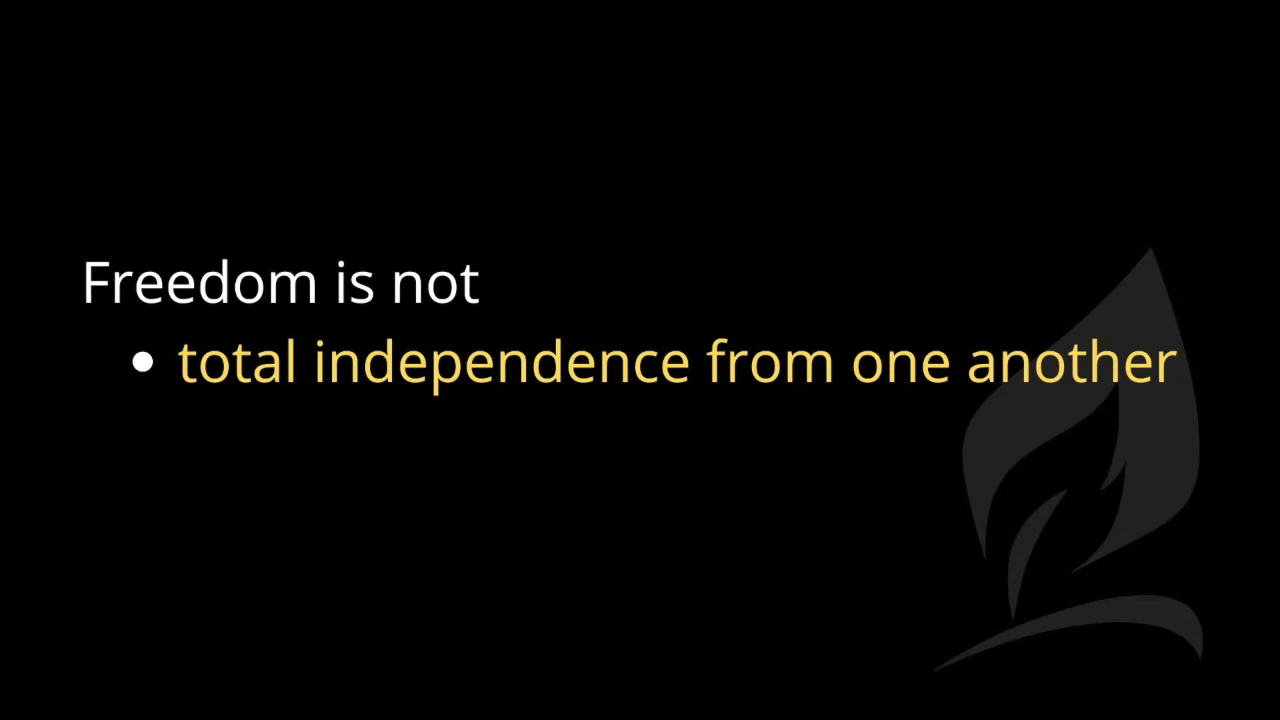 Freedom is not
• total independence from one another